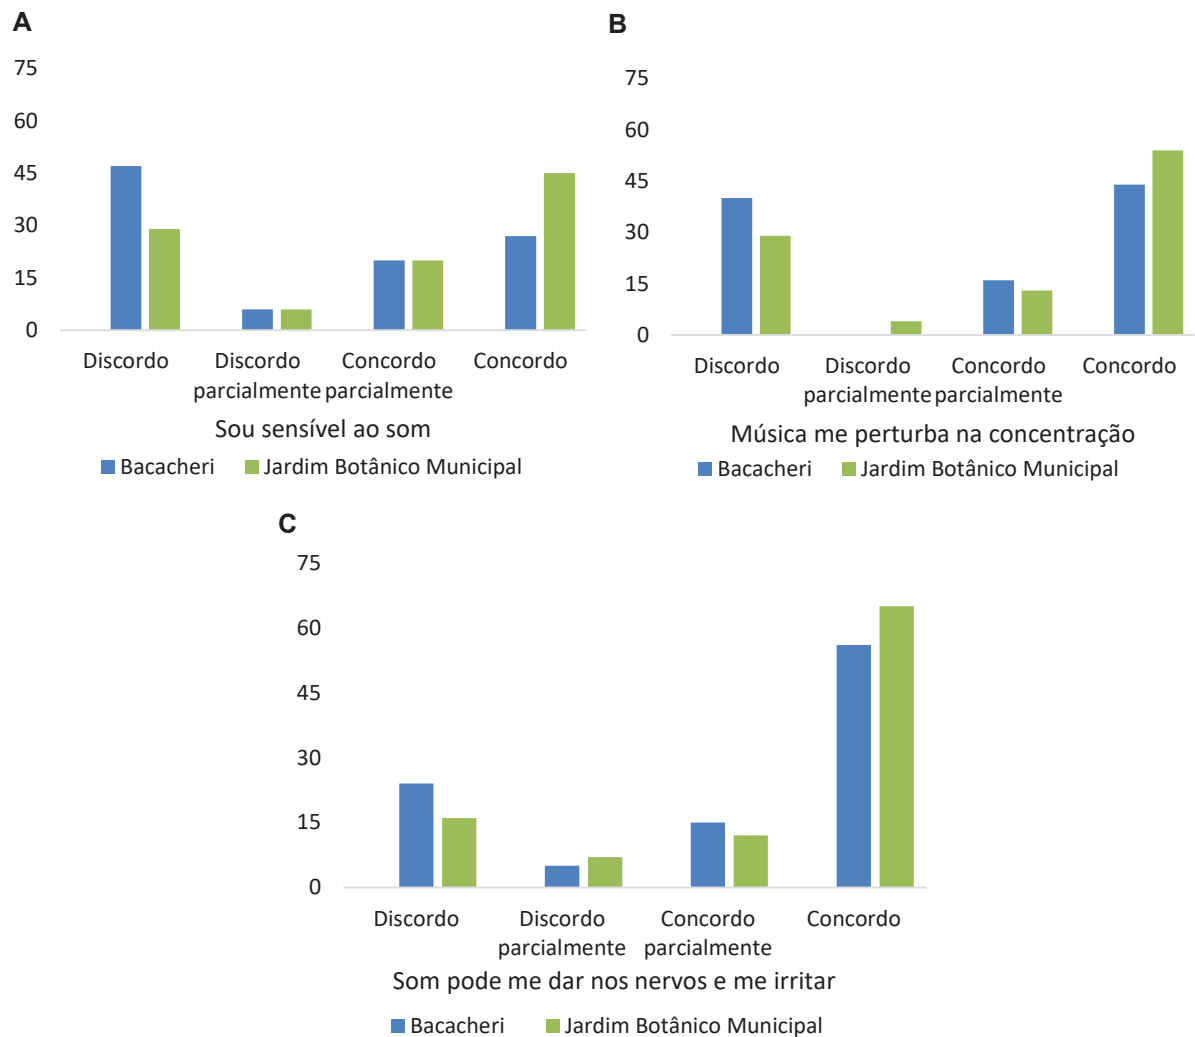 A
75
60
45
30
15
0
Discordo Discordo Concordo Concordo
parcialmente parcialmente
Sou sensível ao som
Bacacheri Jardim Botânico Municipal
B
75
60
45
30
15
0
Discordo Discordo Concordo Concordo
parcialmente parcialmente
Música me perturba na concentração
Bacacheri Jardim Botânico Municipal
C
75
60
45
30
15
0
Discordo Discordo Concordo Concordo
parcialmente parcialmente
Som pode me dar nos nervos e me irritar
Bacacheri Jardim Botânico Municipal